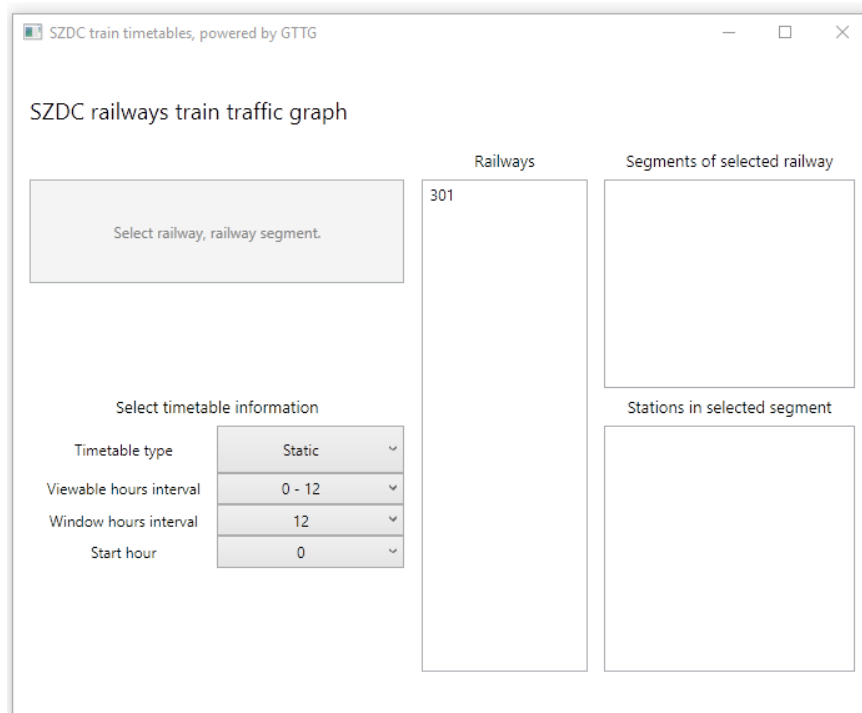 SZDC train timetables, powered by GTTG
SZDC railways train traffic graph
Railways
Segments of selected railway
Select railway, railway segment.
301
Select timetable information
Stations in selected segment
Timetable type
Static
Viewable hours interval
0 - 12
Window hours interval
12
Start hour
0